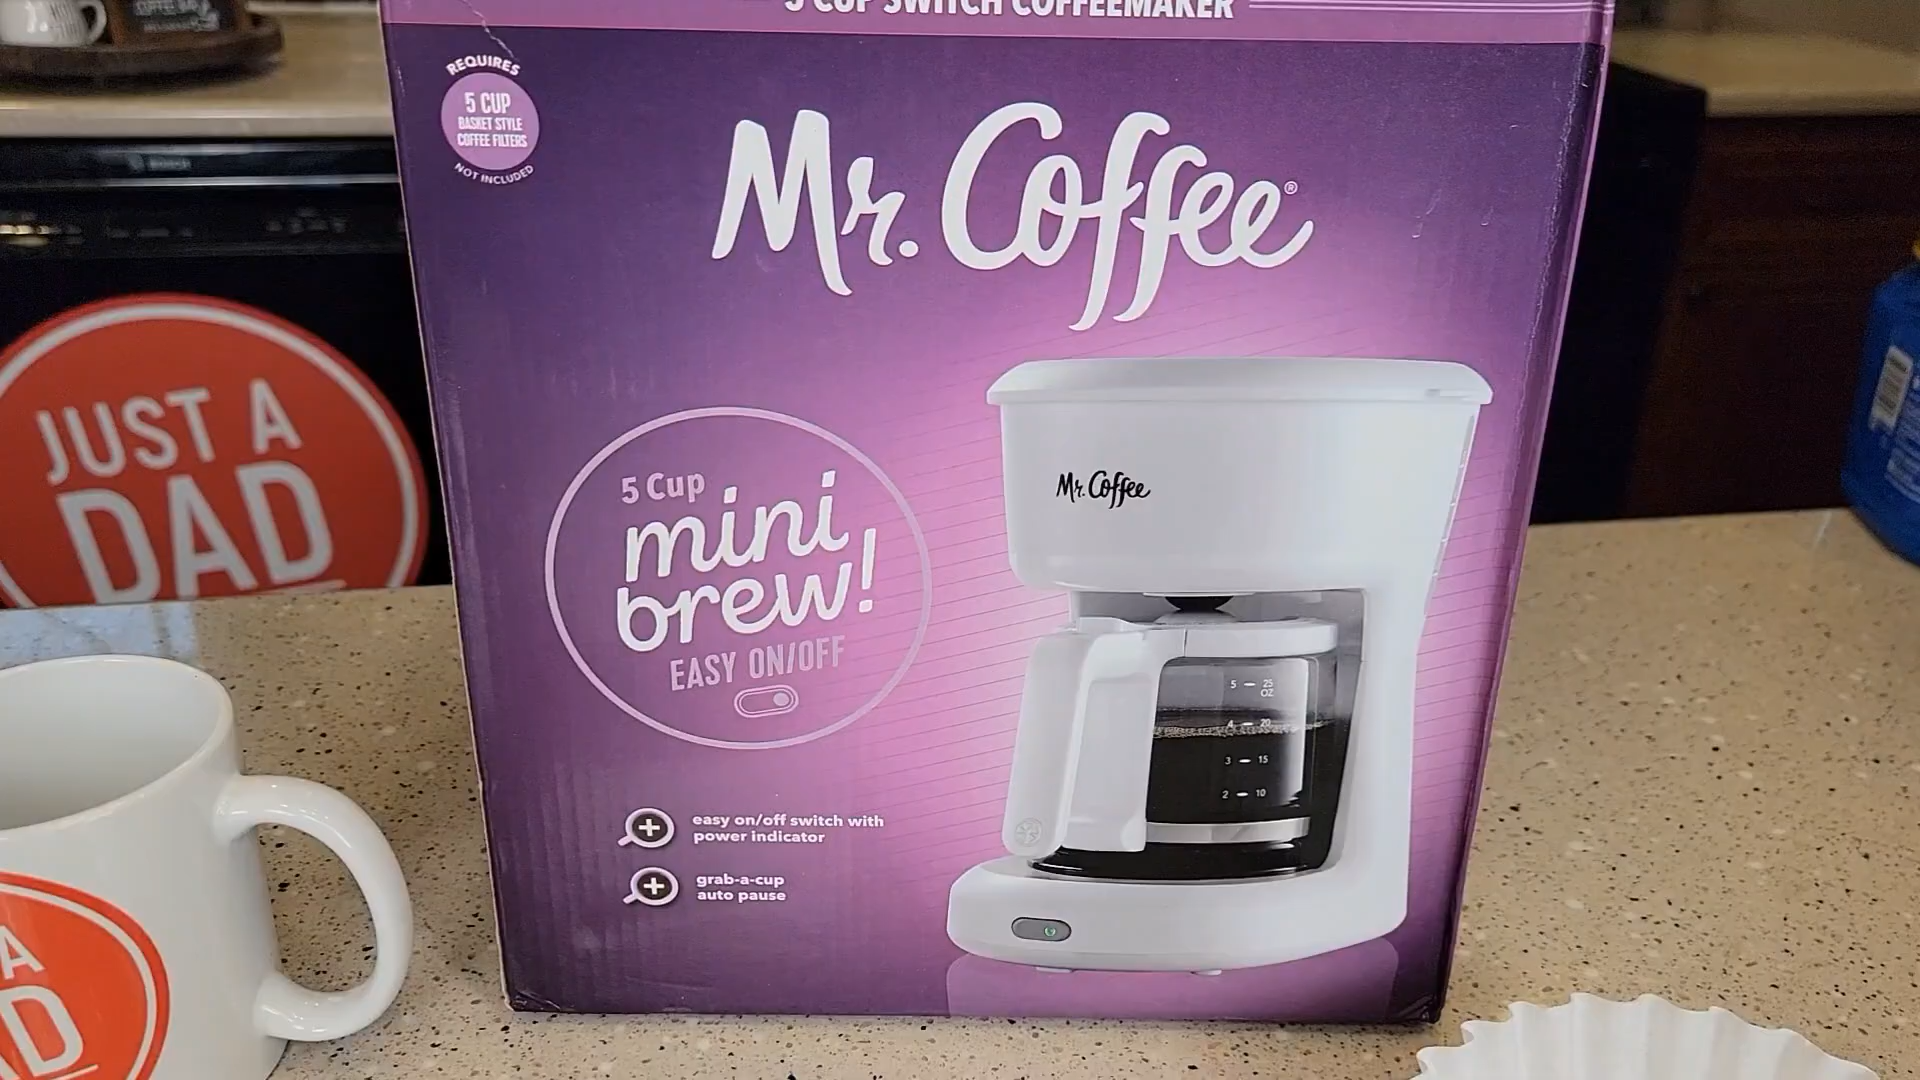 5 CUP SWITCH COFFEEMAKER
REQUIRES
5 CUP
BASKET STYLE
COFFEE FILTERS
NOT INCLUDED
Mr. Coffee®
JUST A
DAD
5 Cup
mini
brew!
EASY ON/OFF
Mr. Coffee
5 25
OZ
4 20
3 15
2 10
easy on/off switch with
power indicator
grab-a-cup
auto pause
A
D